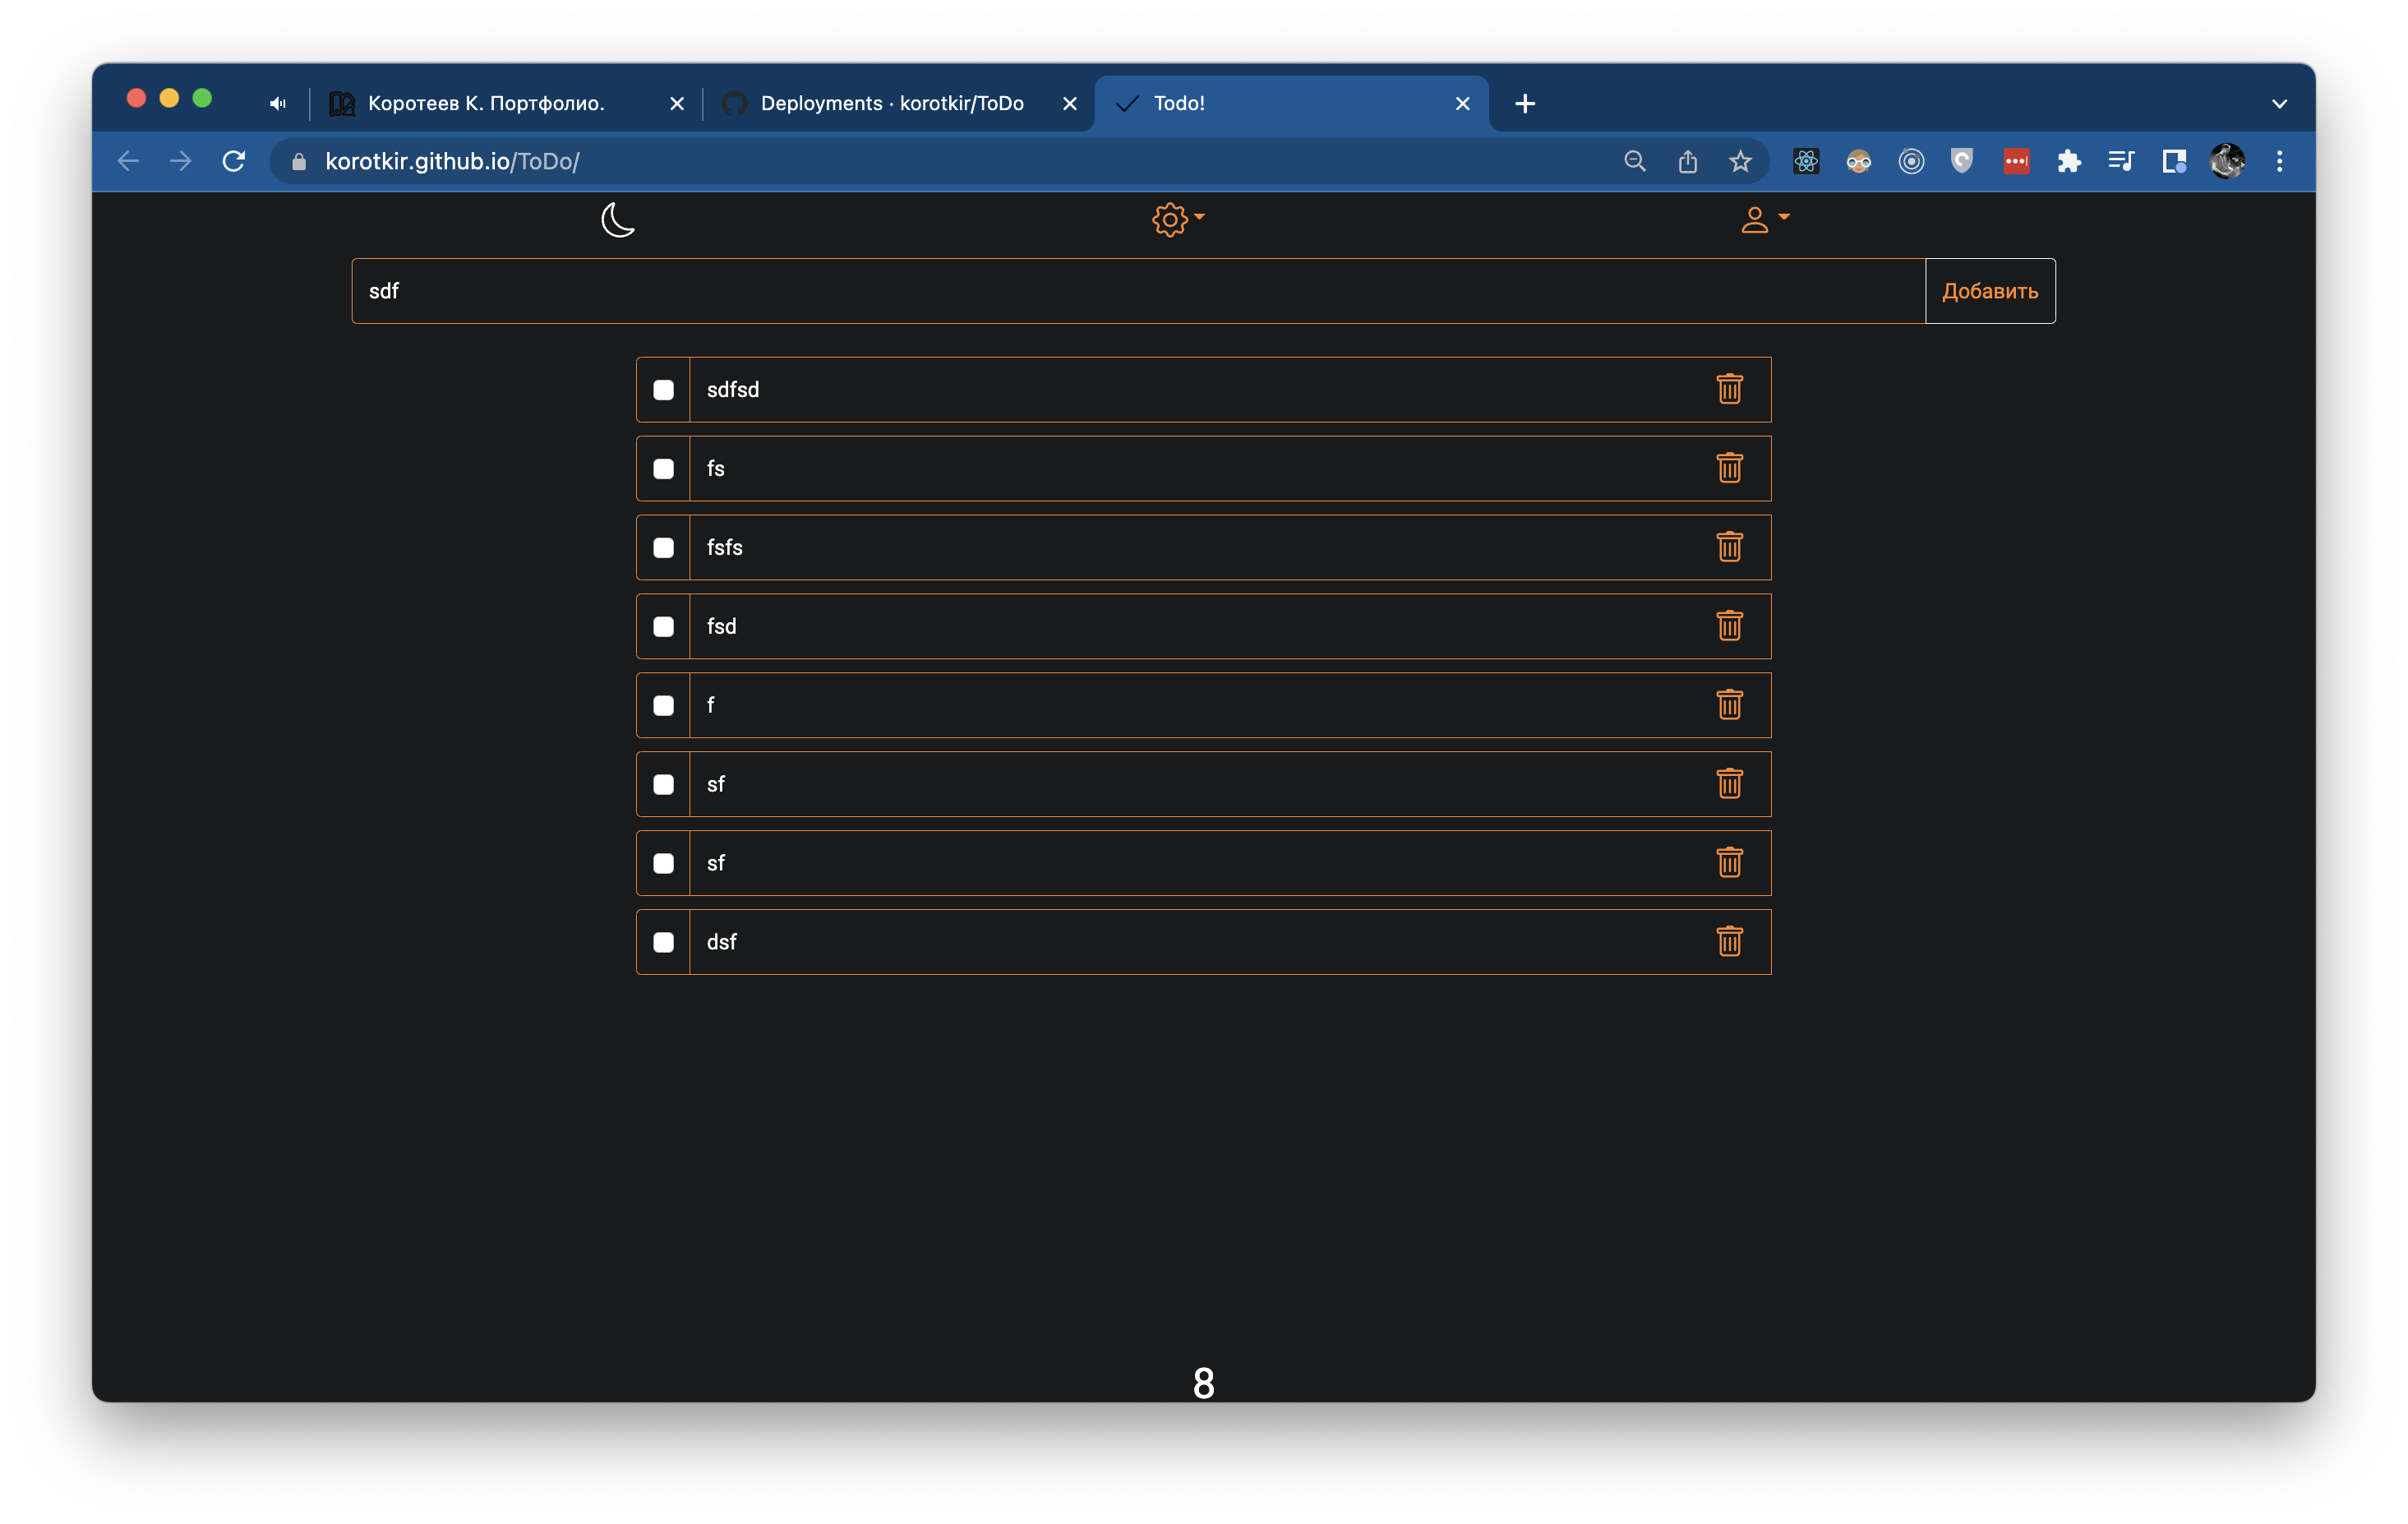 Коротеев К. Портфолио.
Deployments · korotkir/ToDo
Todo!
korotkir.github.io/ToDo/
sdf
Добавить
sdfsd
fs
fsfs
fsd
f
sf
sf
dsf
8